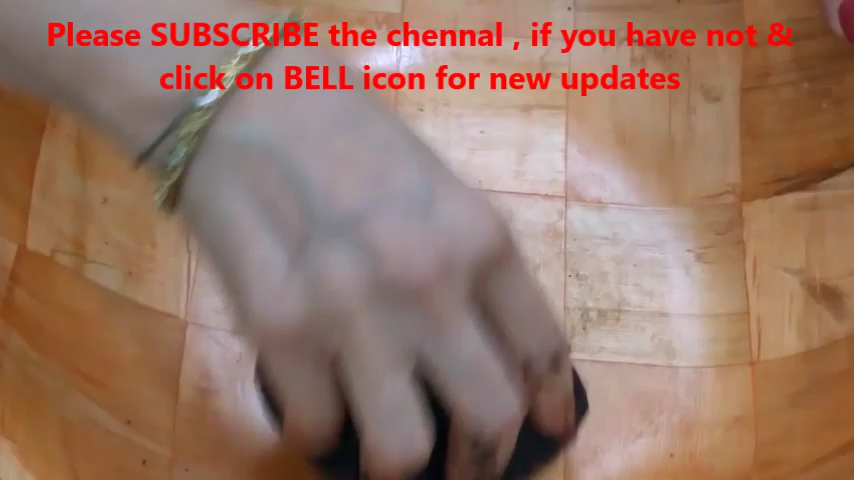 Please SUBSCRIBE the chennal , if you have not &
click on BELL icon for new updates